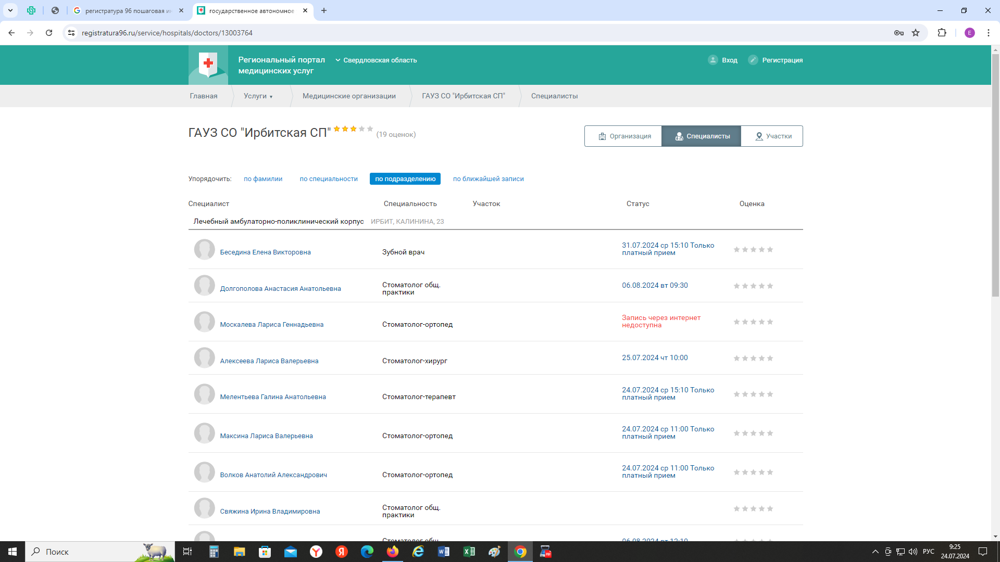 регистратура 96 пошаговая ин
государственное автономное
registratura96.ru/service/hospitals/doctors/13003764
E
Региональный портал
медицинских услуг
Свердловская область
Вход
Регистрация
Главная
Услуги ▾
Медицинские организации
ГАУЗ СО "Ирбитская СП"
Специалисты
ГАУЗ СО "Ирбитская СП"
(19 оценок)
Организация
Специалисты
Участки
Упорядочить:
по фамилии
по специальности
по подразделению
по ближайшей записи
Специалист
Специальность
Участок
Статус
Оценка
Лечебный амбулаторно-поликлинический корпус
ИРБИТ, КАЛИНИНА, 23
Беседина Елена Викторовна
Зубной врач
31.07.2024 ср 15:10 Только
платный прием
Долгополова Анастасия Анатольевна
Стоматолог общ.
практики
06.08.2024 вт 09:30
Москалева Лариса Геннадьевна
Стоматолог-ортопед
Запись через интернет
недоступна
Алексеева Лариса Валерьевна
Стоматолог-хирург
25.07.2024 чт 10:00
Мелентьева Галина Анатольевна
Стоматолог-терапевт
24.07.2024 ср 15:10 Только
платный прием
Максина Лариса Валерьевна
Стоматолог-ортопед
24.07.2024 ср 11:00 Только
платный прием
Волков Анатолий Александрович
Стоматолог-ортопед
24.07.2024 ср 11:00 Только
платный прием
Свяжина Ирина Владимировна
Стоматолог общ.
практики
Стоматолог общ.
06.08.2024 вт 12:10
Поиск
РУС
9:25
24.07.2024